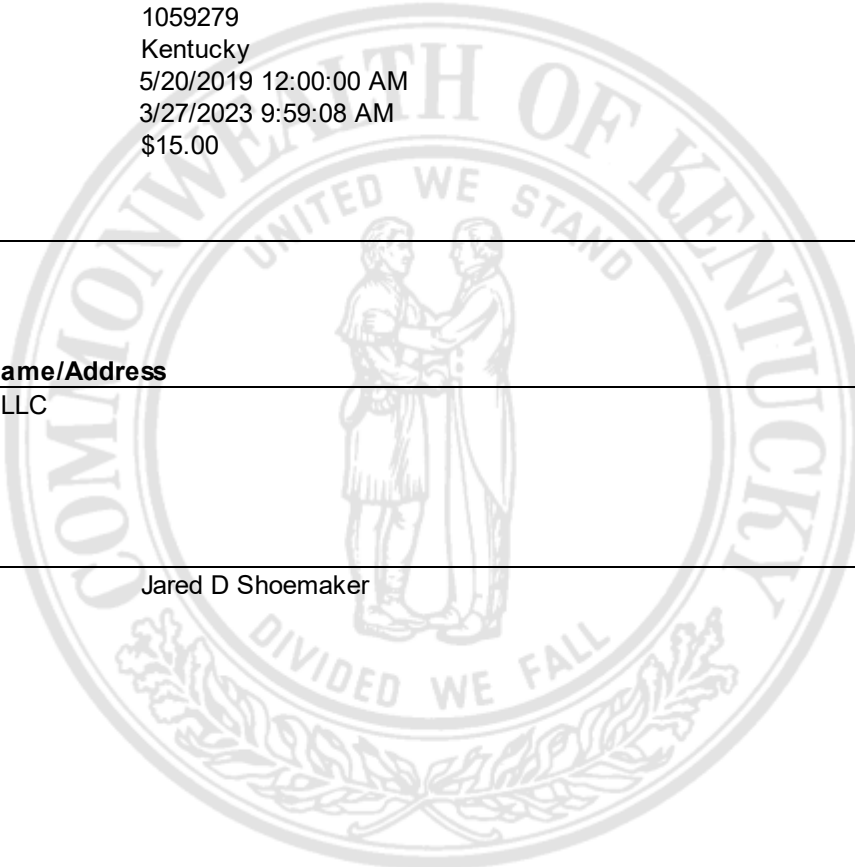 1059279
Kentucky
5/20/2019 12:00:00 AM
3/27/2023 9:59:08 AM
$15.00
COMMONWEALTH OF KENTUCKY
UNITED WE STAND
ame/Address
LLC
Jared D Shoemaker
DIVIDED WE FALL